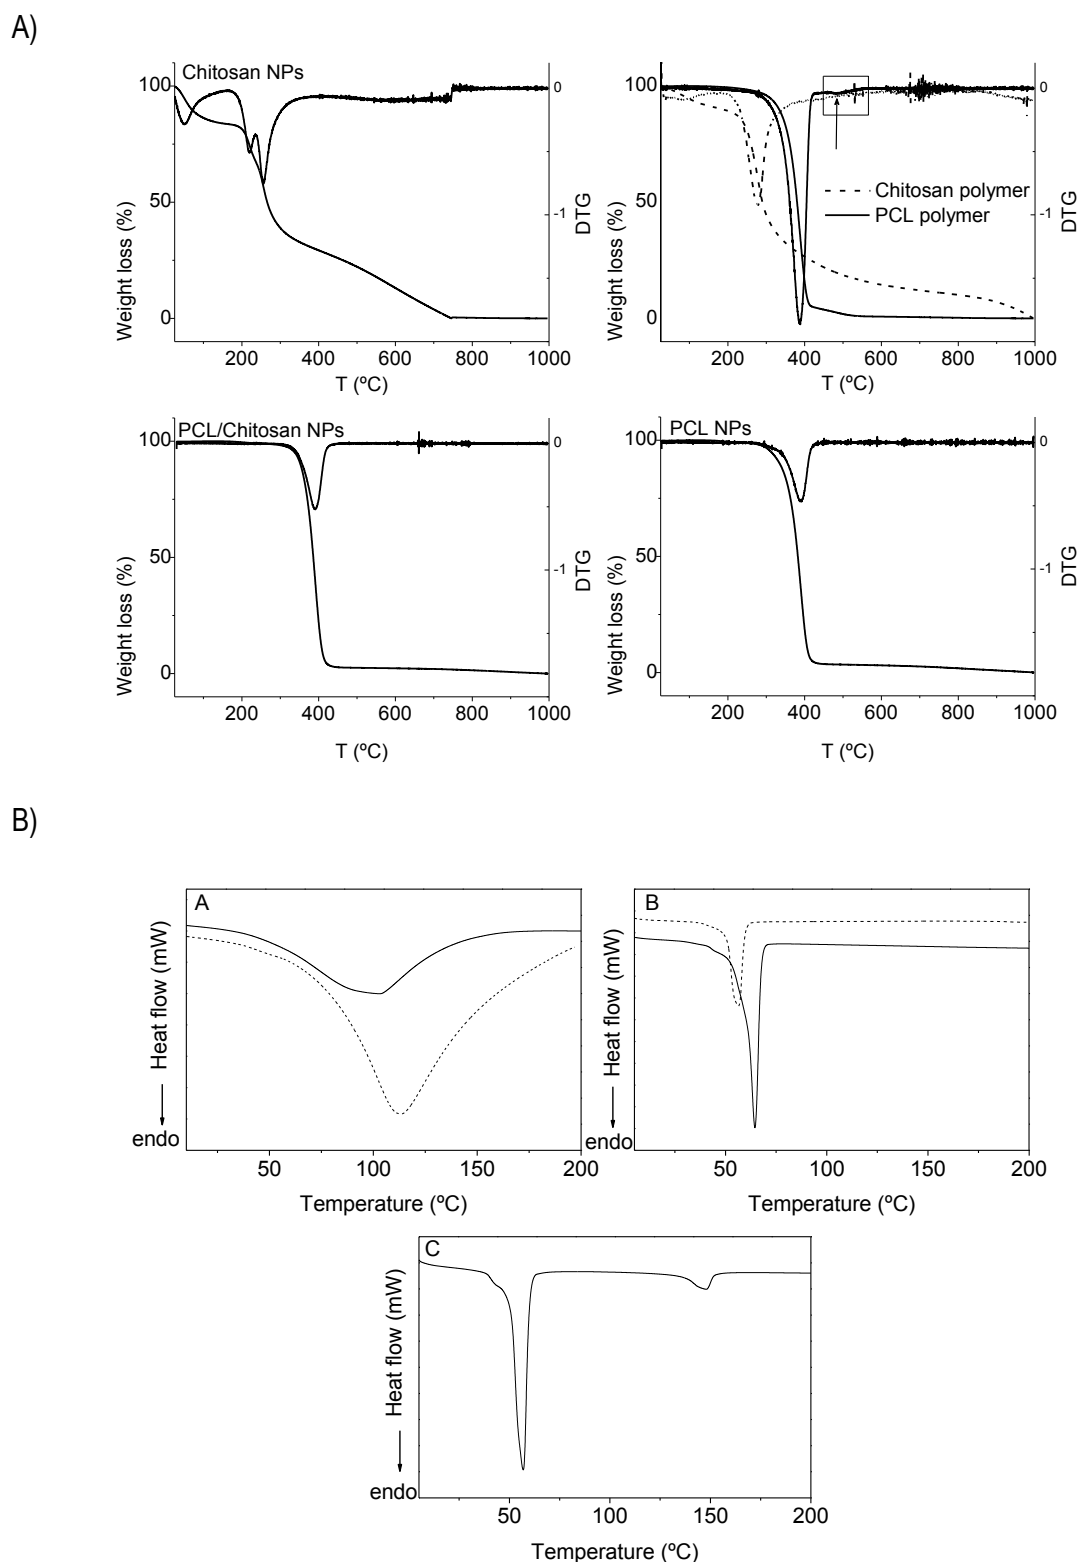 A)
Chitosan NPs
100
50
0
Weight loss (%)
0
-1
DTG
200 400 600 800 1000
T (ºC)
100
50
0
Weight loss (%)
0
-1
DTG
Chitosan polymer
PCL polymer
200 400 600 800 1000
T (ºC)
PCL/Chitosan NPs
100
50
0
Weight loss (%)
0
-1
DTG
200 400 600 800 1000
T (ºC)
PCL NPs
100
50
0
Weight loss (%)
0
-1
DTG
200 400 600 800 1000
T (ºC)
B)
A
Heat flow (mW)
endo
50 100 150 200
Temperature (ºC)
B
Heat flow (mW)
endo
50 100 150 200
Temperature (ºC)
C
Heat flow (mW)
endo
50 100 150 200
Temperature (ºC)